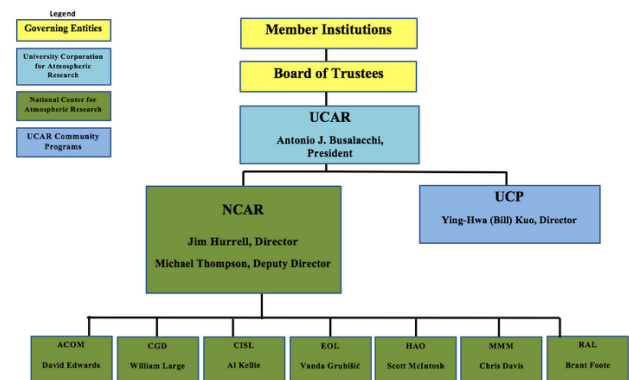 Legend
Governing Entities
University Corporation
for Atmospheric
Research
National Center for
Atmospheric Research
UCAR Community
Programs
Member Institutions
Board of Trustees
UCAR
Antonio J. Busalacchi,
President
NCAR
Jim Hurrell, Director
Michael Thompson, Deputy Director
UCP
Ying-Hwa (Bill) Kuo, Director
ACOM
David Edwards
CGD
William Large
CISL
Al Kellie
EOL
Vanda Grubišić
HAO
Scott McIntosh
MMM
Chris Davis
RAL
Brant Foote